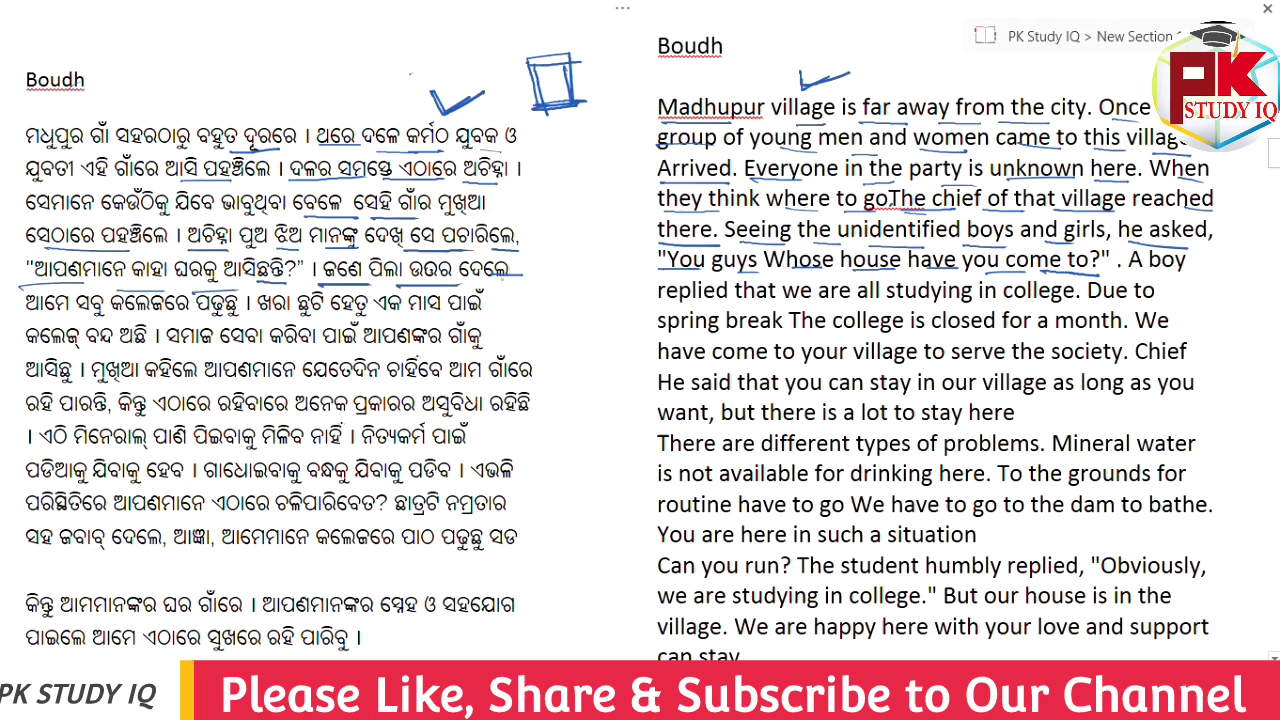 Boudh
ମଧୁପୁର ଗାଁ ସହରଠାରୁ ବହୁତ ଦୂରରେ । ଥରେ ଦଳେ କର୍ମଠ ଯୁବକ ଓ
ଯୁବତୀ ଏହି ଗାଁରେ ଆସି ପହଞ୍ଚିଲେ । ଦଳର ସମସ୍ତେ ଏଠାରେ ଅଚିହ୍ନା ।
ସେମାନେ କେଉଁଠିକୁ ଯିବେ ଭାବୁଥିବା ବେଳେ ସେହି ଗାଁର ମୁଖିଆ
ସେଠାରେ ପହଞ୍ଚିଲେ । ଅଚିହ୍ନା ପୁଅ ଝିଅ ମାନଙ୍କୁ ଦେଖି ସେ ପଚାରିଲେ,
"ଆପଣମାନେ କାହା ଘରକୁ ଆସିଛନ୍ତି?" । ଜଣେ ପିଲା ଉତ୍ତର ଦେଲେ
ଆମେ ସବୁ କଲେଜରେ ପଢୁଛୁ । ଖରା ଛୁଟି ହେତୁ ଏକ ମାସ ପାଇଁ
କଲେଜ୍ ବନ୍ଦ ଅଛି । ସମାଜ ସେବା କରିବା ପାଇଁ ଆପଣଙ୍କର ଗାଁକୁ
ଆସିଛୁ । ମୁଖିଆ କହିଲେ ଆପଣମାନେ ଯେତେଦିନ ଚାହିଁବେ ଆମ ଗାଁରେ
ରହି ପାରନ୍ତି, କିନ୍ତୁ ଏଠାରେ ରହିବାରେ ଅନେକ ପ୍ରକାରର ଅସୁବିଧା ରହିଛି
। ଏଠି ମିନେରାଲ୍ ପାଣି ପିଇବାକୁ ମିଳିବ ନାହିଁ । ନିତ୍ୟକର୍ମ ପାଇଁ
ପଡିଆକୁ ଯିବାକୁ ହେବ । ଗାଧୋଇବାକୁ ବନ୍ଧକୁ ଯିବାକୁ ପଡିବ । ଏଭଳି
ପରିସ୍ଥିତିରେ ଆପଣମାନେ ଏଠାରେ ଚଳିପାରିବେତ? ଛାତ୍ରଟି ନମ୍ରତାର
ସହ ଜବାବ୍ ଦେଲେ, ଆଜ୍ଞା, ଆମେମାନେ କଲେଜରେ ପାଠ ପଢୁଛୁ ସତ
କିନ୍ତୁ ଆମମାନଙ୍କର ଘର ଗାଁରେ । ଆପଣମାନଙ୍କର ସ୍ନେହ ଓ ସହଯୋଗ
ପାଇଲେ ଆମେ ଏଠାରେ ସୁଖରେ ରହି ପାରିବୁ ।
PK Study IQ > New Section
PK
STUDY IQ
Boudh
Madhupur village is far away from the city. Once
group of young men and women came to this village
Arrived. Everyone in the party is unknown here. When
they think where to go,The chief of that village reached
there. Seeing the unidentified boys and girls, he asked,
"You guys Whose house have you come to?" . A boy
replied that we are all studying in college. Due to
spring break The college is closed for a month. We
have come to your village to serve the society. Chief
He said that you can stay in our village as long as you
want, but there is a lot to stay here
There are different types of problems. Mineral water
is not available for drinking here. To the grounds for
routine have to go We have to go to the dam to bathe.
You are here in such a situation
Can you run? The student humbly replied, "Obviously,
we are studying in college." But our house is in the
village. We are happy here with your love and support
can stay
PK STUDY IQ
Please Like, Share & Subscribe to Our Channel